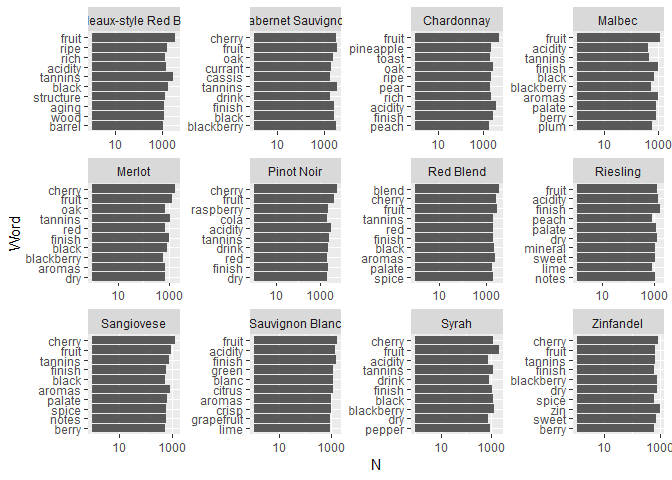 eaux-style Red B
abernet Sauvigno
Chardonnay
Malbec
fruit
ripe
rich
acidity
tannins
black
structure
aging
wood
barrel
10
1000
cherry
fruit
oak
currant
cassis
tannins
drink
finish
black
blackberry
10
1000
fruit
pineapple
toast
oak
ripe
pear
rich
acidity
finish
peach
10
1000
fruit
acidity
tannins
finish
black
blackberry
aromas
palate
berry
plum
10
1000
Word
Merlot
Pinot Noir
Red Blend
Riesling
cherry
fruit
oak
tannins
red
finish
black
blackberry
aromas
dry
10
1000
cherry
fruit
raspberry
cola
acidity
tannins
drink
red
finish
dry
10
1000
blend
cherry
fruit
tannins
red
finish
black
aromas
palate
spice
10
1000
fruit
acidity
finish
peach
palate
dry
mineral
sweet
lime
notes
10
1000
Sangiovese
Sauvignon Blanc
Syrah
Zinfandel
cherry
fruit
tannins
finish
black
aromas
palate
spice
notes
berry
10
1000
fruit
acidity
finish
green
blanc
citrus
aromas
crisp
grapefruit
lime
10
1000
cherry
fruit
acidity
tannins
drink
finish
black
blackberry
dry
pepper
10
1000
cherry
fruit
tannins
finish
blackberry
dry
spice
zin
sweet
berry
10
1000
N